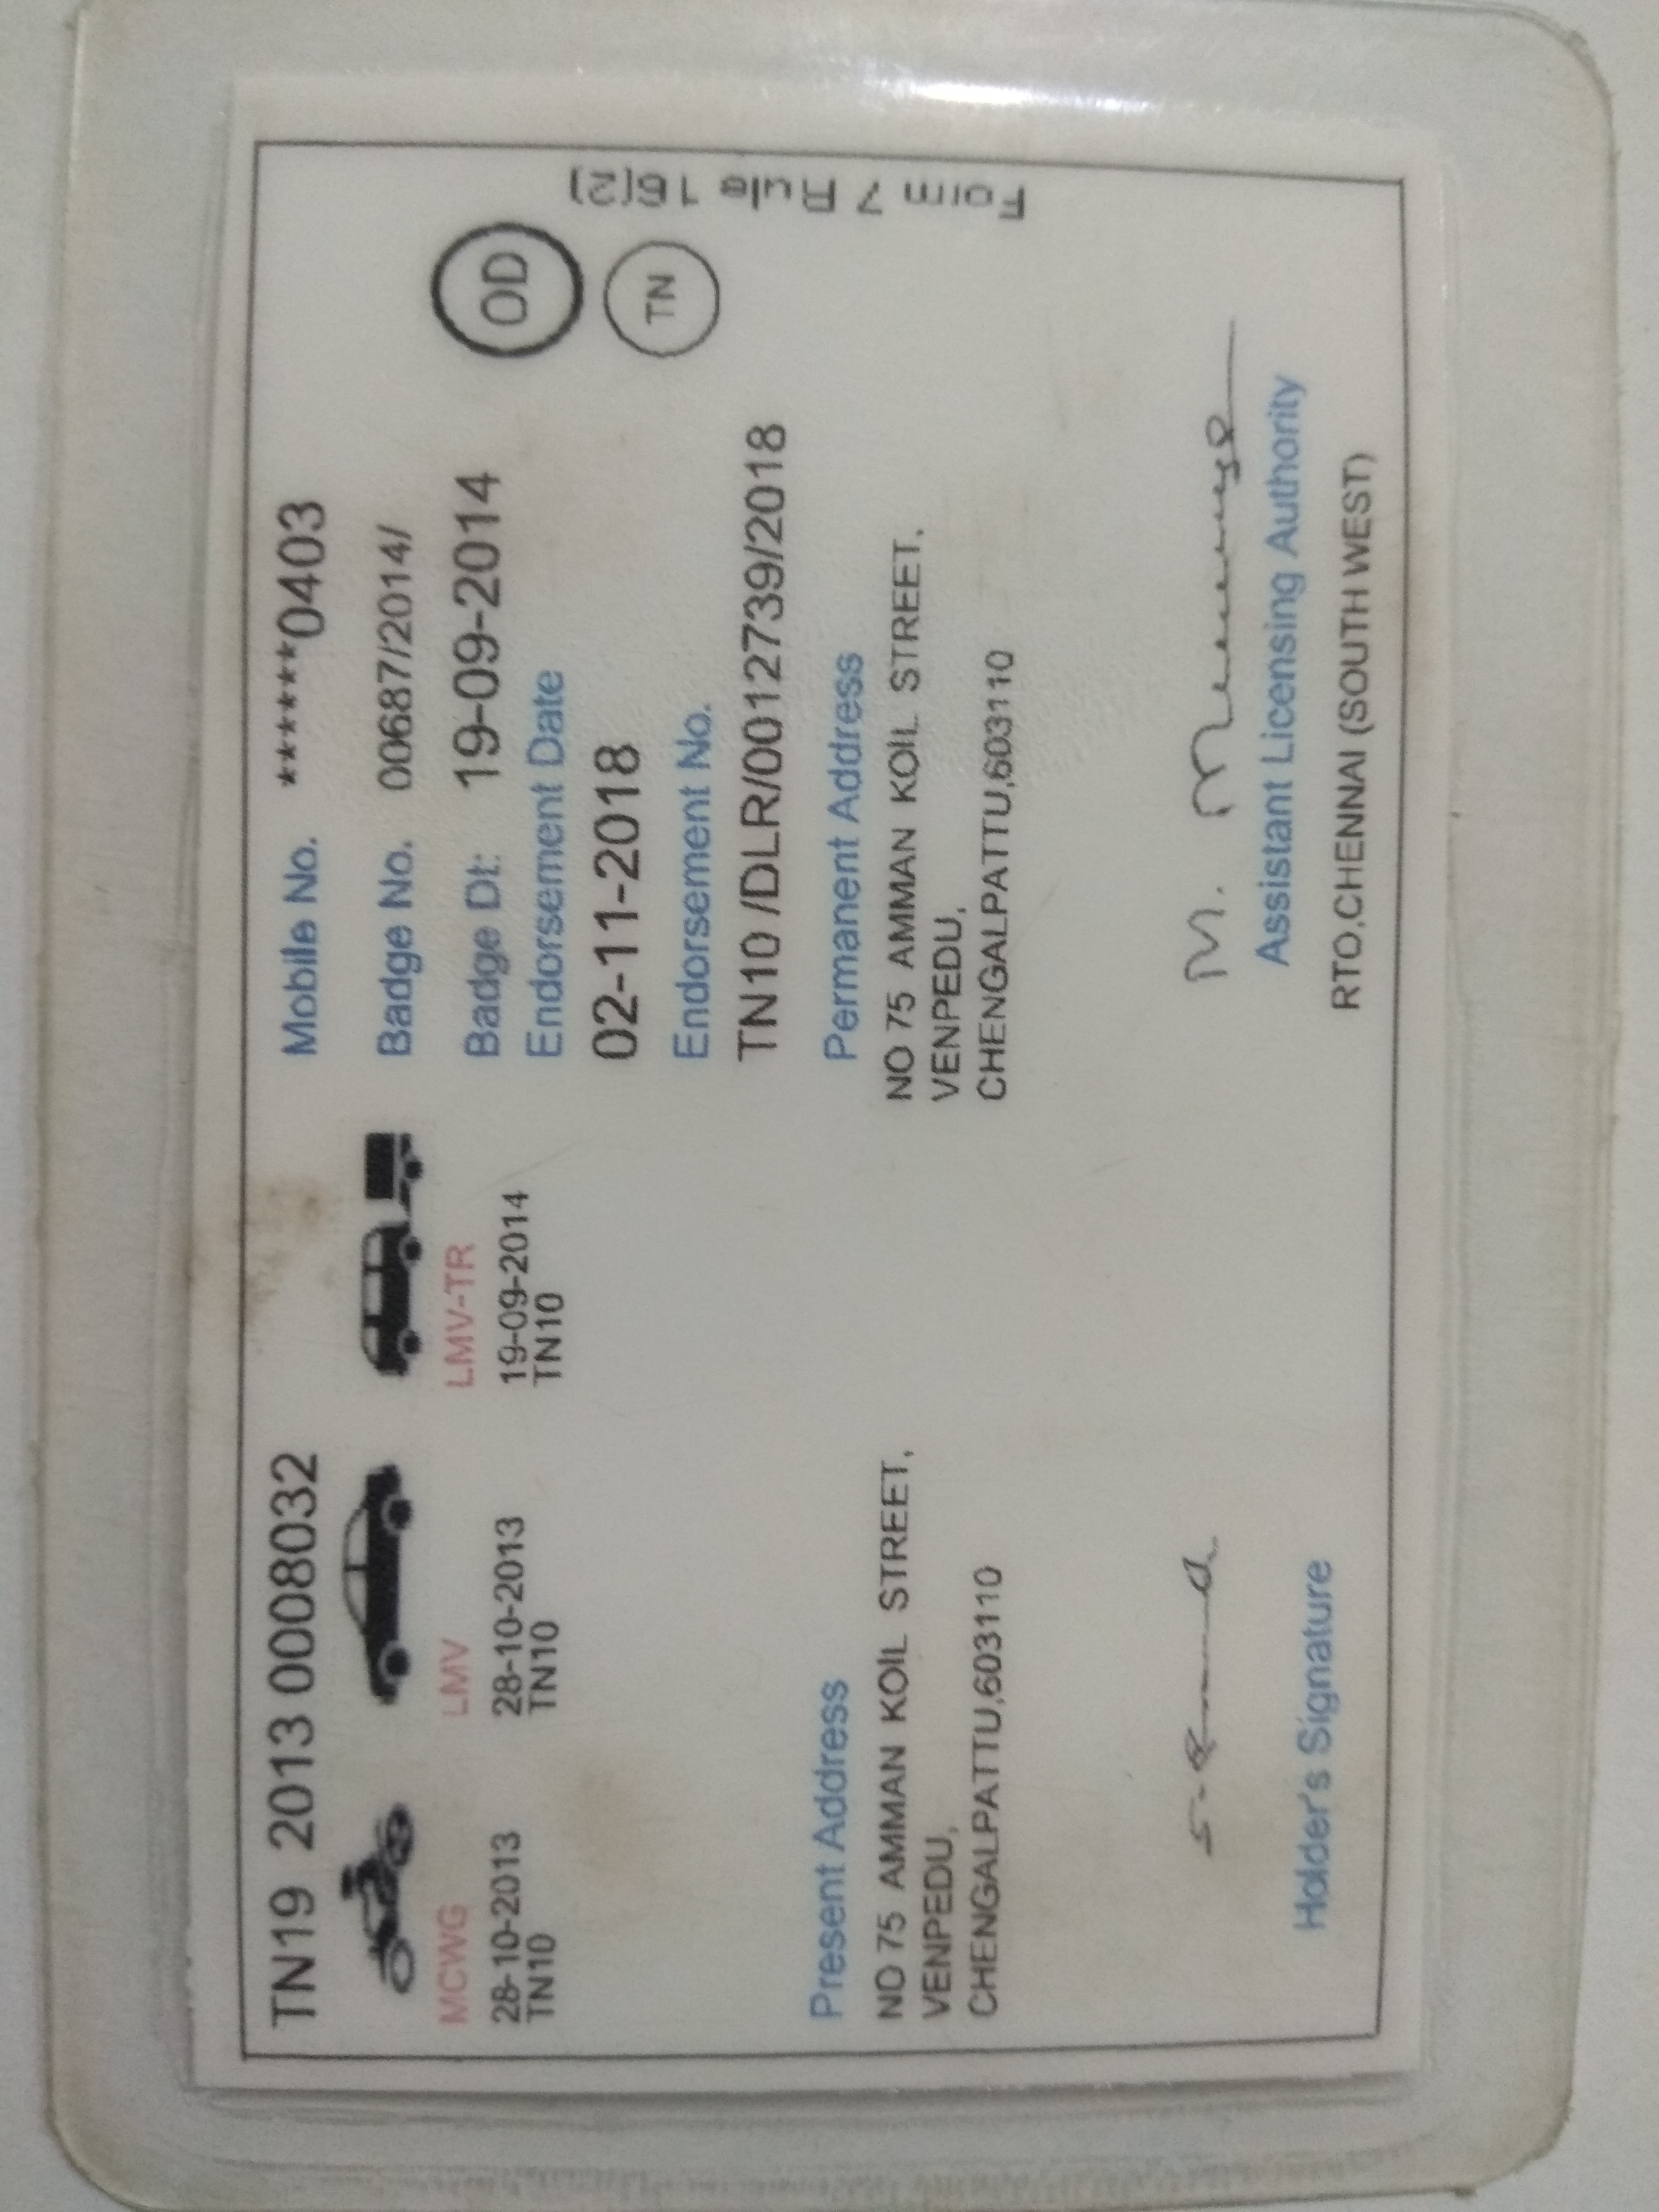 TN19 2013 0008032
MCWG
28-10-2013
TN10
LMV
28-10-2013
TN10
LMV-TR
19-09-2014
TN10
Mobile No. ******0403
Badge No. 00687/2014/
Badge Dt: 19-09-2014
Endorsement Date
02-11-2018
Endorsement No.
TN10 /DLR/0012739/2018
OD
TN
Form 7 Rule 16(2)
Present Address
NO 75 AMMAN KOIL STREET,
VENPEDU,
CHENGALPATTU,603110
Permanent Address
NO 75 AMMAN KOIL STREET,
VENPEDU,
CHENGALPATTU,603110
Holder's Signature
Assistant Licensing Authority
RTO,CHENNAI (SOUTH WEST)